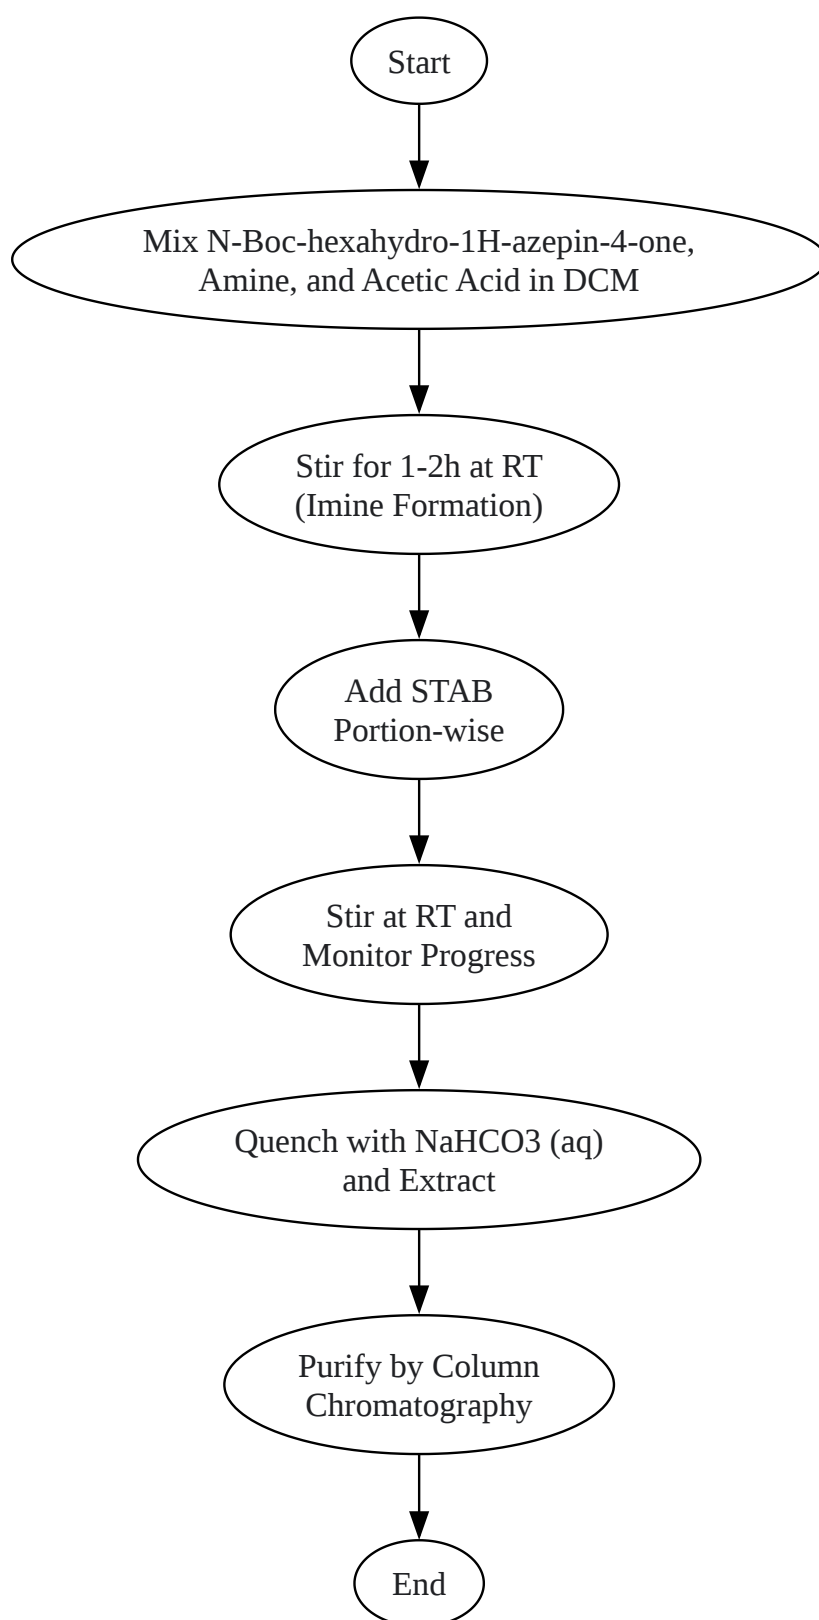 Start
Mix N-Boc-hexahydro-1H-azepin-4-one,
Amine, and Acetic Acid in DCM
Stir for 1-2h at RT
(Imine Formation)
Add STAB
Portion-wise
Stir at RT and
Monitor Progress
Quench with NaHCO3 (aq)
and Extract
Purify by Column
Chromatography
End